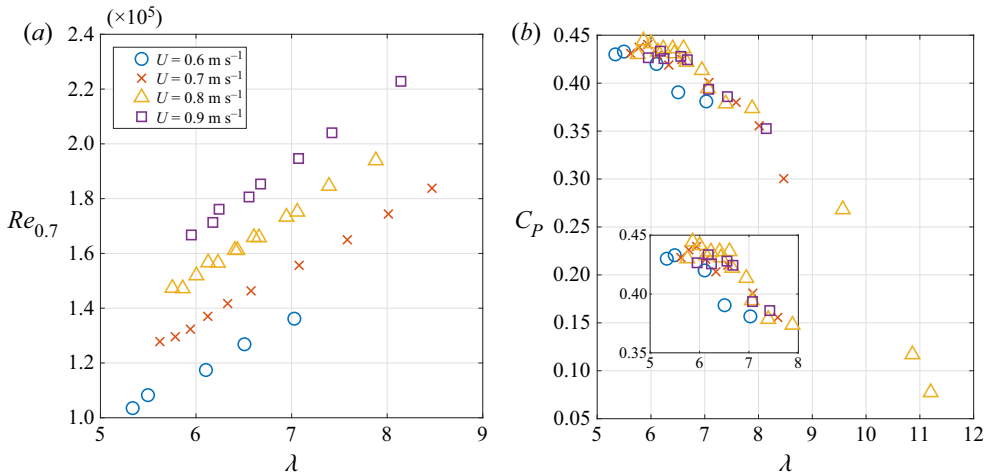 (a)
(×10⁵)
2.4
2.2
2.0
1.8
1.6
1.4
1.2
1.0
Re₀.₇
U = 0.6 m s⁻¹
U = 0.7 m s⁻¹
U = 0.8 m s⁻¹
U = 0.9 m s⁻¹
5 6 7 8 9
λ
(b)
0.45
0.40
0.35
0.30
0.25
0.20
0.15
0.10
0.05
C_P
0.45
0.40
0.35
5 6 7 8
5 6 7 8 9 10 11 12
λ